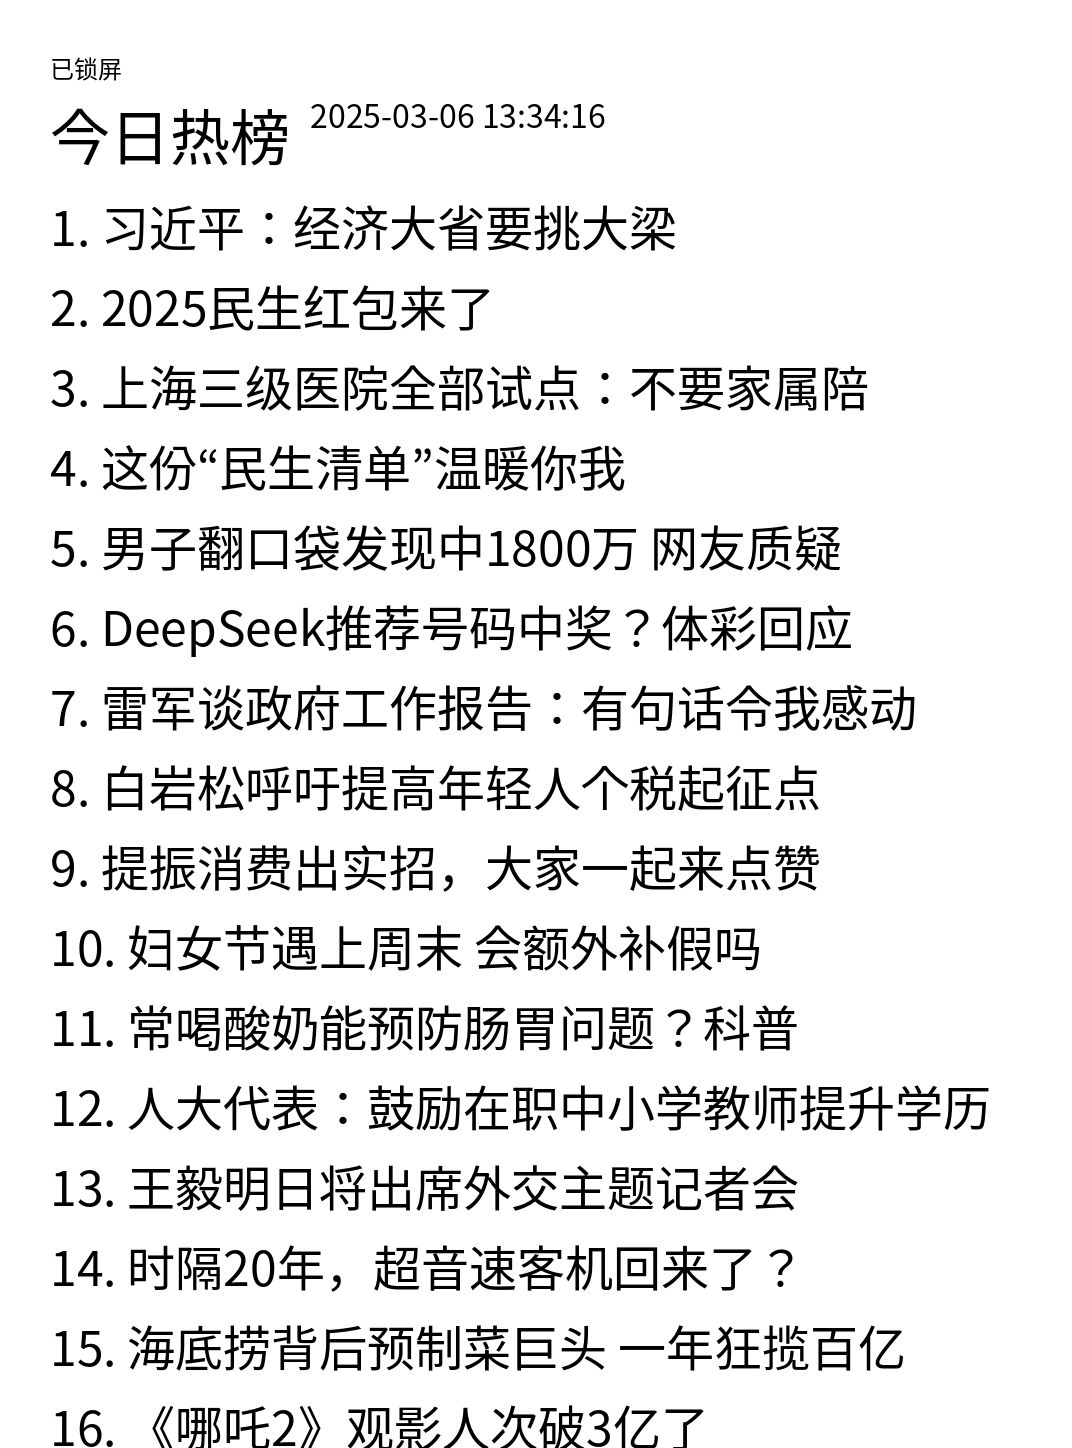 已锁屏
今日热榜 2025-03-06 13:34:16
1. 习近平：经济大省要挑大梁
2. 2025民生红包来了
3. 上海三级医院全部试点：不要家属陪
4. 这份“民生清单”温暖你我
5. 男子翻口袋发现中1800万 网友质疑
6. DeepSeek推荐号码中奖？体彩回应
7. 雷军谈政府工作报告：有句话令我感动
8. 白岩松呼吁提高年轻人个税起征点
9. 提振消费出实招，大家一起来点赞
10. 妇女节遇上周末 会额外补假吗
11. 常喝酸奶能预防肠胃问题？科普
12. 人大代表：鼓励在职中小学教师提升学历
13. 王毅明日将出席外交主题记者会
14. 时隔20年，超音速客机回来了？
15. 海底捞背后预制菜巨头 一年狂揽百亿
16. 《哪吒2》观影人次破3亿了